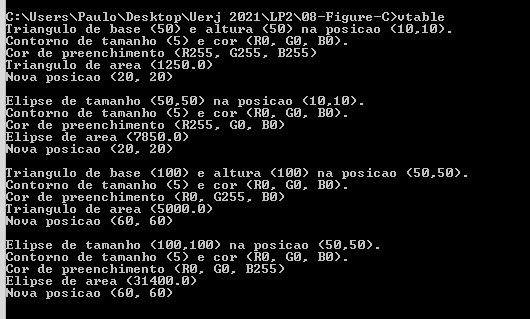 C:\Users\Paulo\Desktop\Uerj 2021\LP2\08-Figure-C>vtable
Triangulo de base (50) e altura (50) na posicao (10,10).
Contorno de tamanho (5) e cor (R0, G0, B0).
Cor de preenchimento (R255, G255, B255)
Triangulo de area (1250.0)
Nova posicao (20, 20)
Elipse de tamanho (50,50) na posicao (10,10).
Contorno de tamanho (5) e cor (R0, G0, B0).
Cor de preenchimento (R255, G0, B0)
Elipse de area (7850.0)
Nova posicao (20, 20)
Triangulo de base (100) e altura (100) na posicao (50,50).
Contorno de tamanho (5) e cor (R0, G0, B0).
Cor de preenchimento (R0, G255, B0)
Triangulo de area (5000.0)
Nova posicao (60, 60)
Elipse de tamanho (100,100) na posicao (50,50).
Contorno de tamanho (5) e cor (R0, G0, B0).
Cor de preenchimento (R0, G0, B255)
Elipse de area (31400.0)
Nova posicao (60, 60)